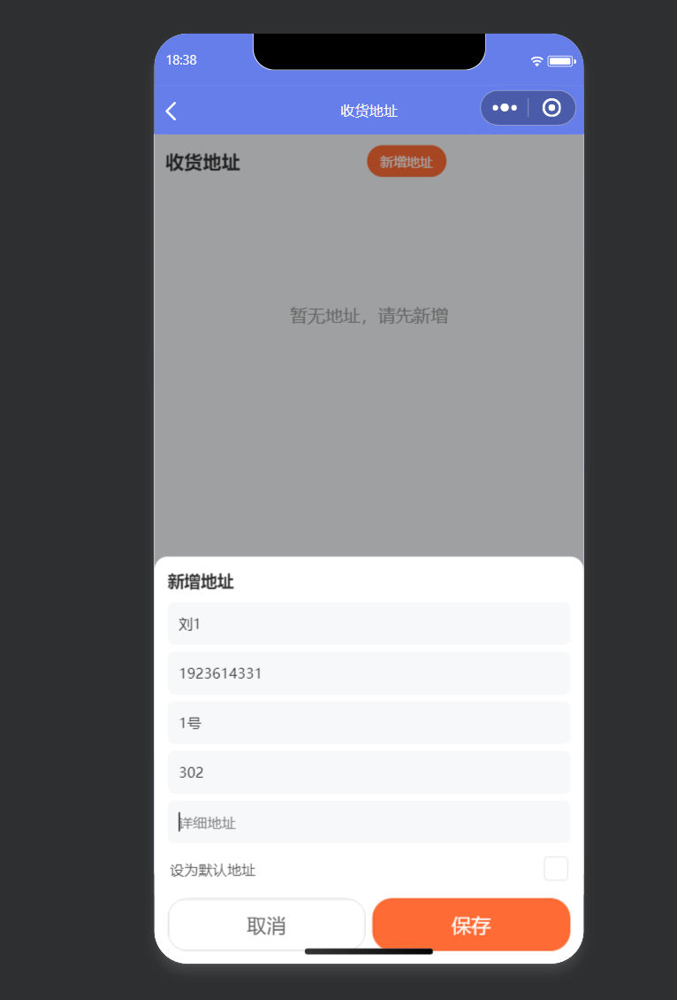 18:38
收货地址
收货地址
新增地址
暂无地址，请先新增
新增地址
刘1
1923614331
1号
302
详细地址
设为默认地址
取消
保存